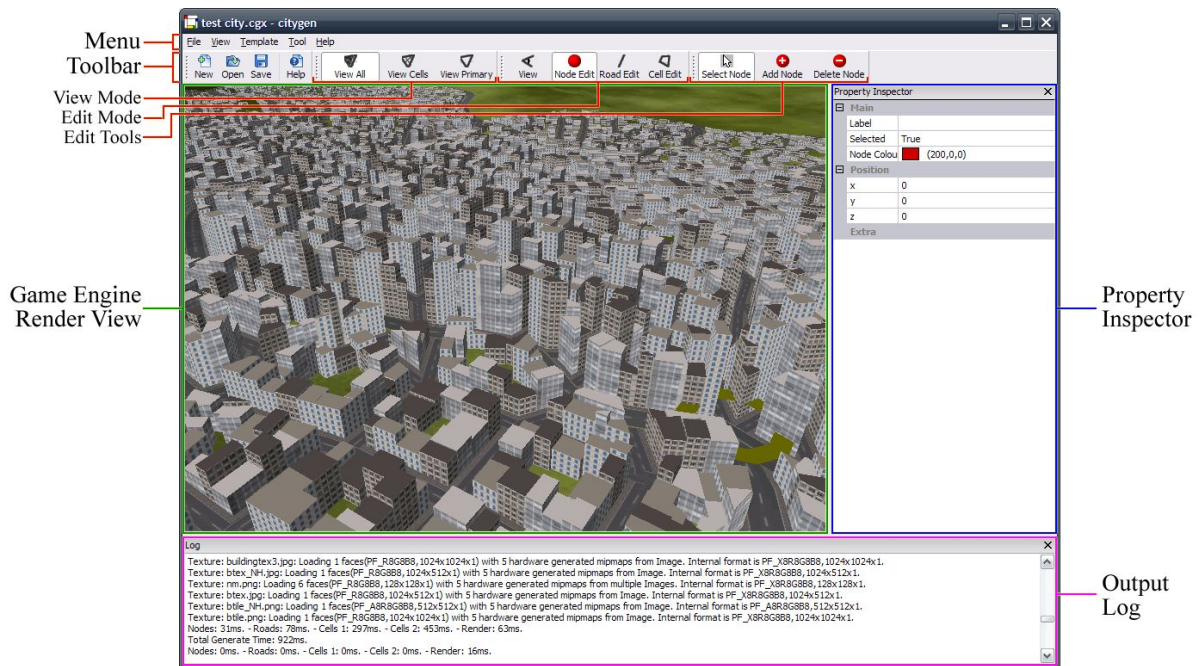 test city.cgx - citygen
Menu
File View Template Tool Help
Toolbar
New Open Save Help View All View Cells View Primary View Node Edit Road Edit Cell Edit Select Node Add Node Delete Node
View Mode
Edit Mode
Edit Tools
Property Inspector
Main
Label
Selected True
Node Colou (200,0,0)
Position
x 0
y 0
z 0
Extra
Game Engine
Render View
Property
Inspector
Log
Texture: buildingtex3.jpg: Loading 1 faces(PF_R8G8B8,1024x1024x1) with 5 hardware generated mipmaps from Image. Internal format is PF_X8R8G8B8,1024x1024x1.
Texture: btex_NH.jpg: Loading 1 faces(PF_R8G8B8,1024x512x1) with 5 hardware generated mipmaps from Image. Internal format is PF_X8R8G8B8,1024x512x1.
Texture: nm.png: Loading 6 faces(PF_R8G8B8,128x128x1) with 5 hardware generated mipmaps from multiple Images. Internal format is PF_X8R8G8B8,128x128x1.
Texture: btex.jpg: Loading 1 faces(PF_R8G8B8,1024x512x1) with 5 hardware generated mipmaps from Image. Internal format is PF_X8R8G8B8,1024x512x1.
Texture: btile_NH.png: Loading 1 faces(PF_A8R8G8B8,512x512x1) with 5 hardware generated mipmaps from Image. Internal format is PF_A8R8G8B8,512x512x1.
Texture: btile.png: Loading 1 faces(PF_R8G8B8,1024x1024x1) with 5 hardware generated mipmaps from Image. Internal format is PF_X8R8G8B8,1024x1024x1.
Nodes: 31ms. - Roads: 78ms. - Cells 1: 297ms. - Cells 2: 453ms. - Render: 63ms.
Total Generate Time: 922ms.
Nodes: 0ms. - Roads: 0ms. - Cells 1: 0ms. - Cells 2: 0ms. - Render: 16ms.
Output
Log